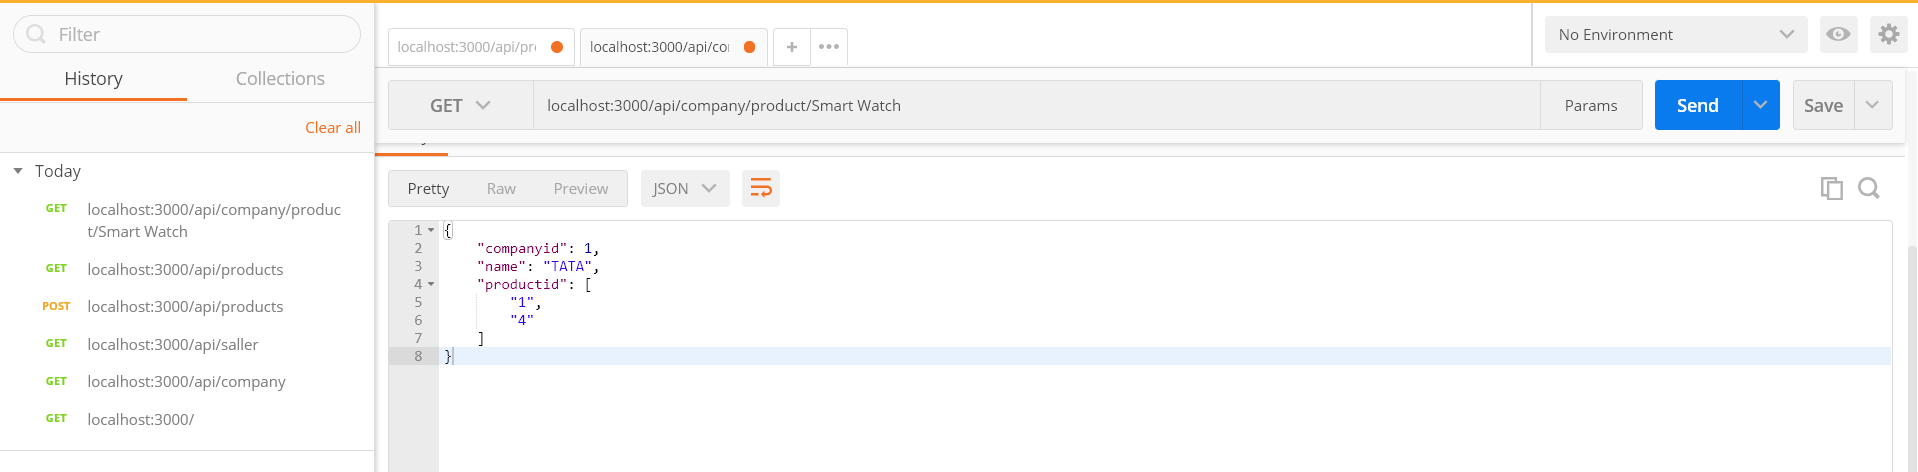 Filter
History
Collections
Clear all
Today
GET
localhost:3000/api/company/produc
t/Smart Watch
GET
localhost:3000/api/products
POST
localhost:3000/api/products
GET
localhost:3000/api/saller
GET
localhost:3000/api/company
GET
localhost:3000/
localhost:3000/api/pr
localhost:3000/api/co
No Environment
GET
localhost:3000/api/company/product/Smart Watch
Params
Send
Save
Pretty
Raw
Preview
JSON
1 {
2 "companyid": 1,
3 "name": "TATA",
4 "productid": [
5 "1",
6 "4"
7 ]
8 }